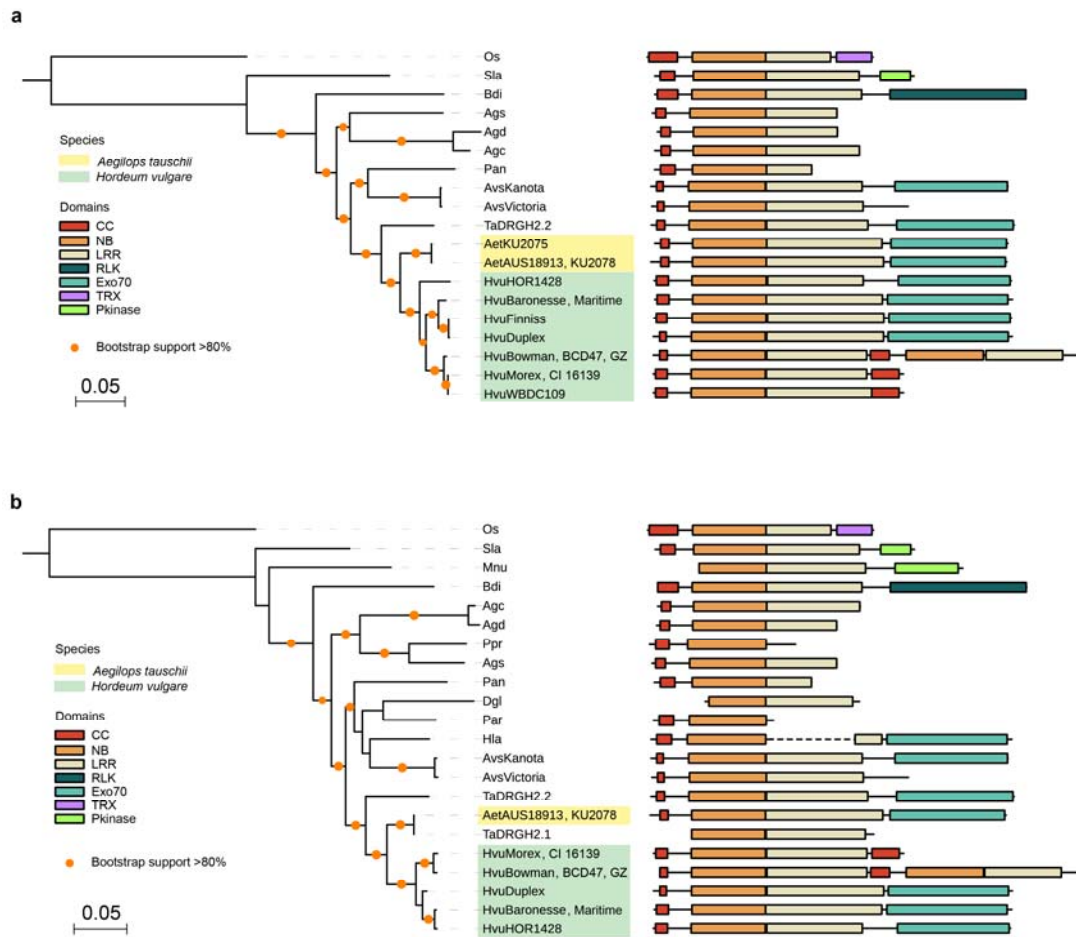 a
Os
Sla
Bdi
Ags
Agd
Agc
Pan
AvsKanota
AvsVictoria
TaDRGH2.2
AetKU2075
AetAUS18913, KU2078
HvuHOR1428
HvuBaronesse, Maritime
HvuFinniss
HvuDuplex
HvuBowman, BCD47, GZ
HvuMorex, CI 16139
HvuWBDC109
Species
Aegilops tauschii
Hordeum vulgare
Domains
CC
NB
LRR
RLK
Exo70
TRX
Pkinase
Bootstrap support >80%
0.05
b
Os
Sla
Mnu
Bdi
Agc
Agd
Ppr
Ags
Pan
Dgl
Par
Hla
AvsKanota
AvsVictoria
TaDRGH2.2
AetAUS18913, KU2078
TaDRGH2.1
HvuMorex, CI 16139
HvuBowman, BCD47, GZ
HvuDuplex
HvuBaronesse, Maritime
HvuHOR1428
Species
Aegilops tauschii
Hordeum vulgare
Domains
CC
NB
LRR
RLK
Exo70
TRX
Pkinase
Bootstrap support >80%
0.05